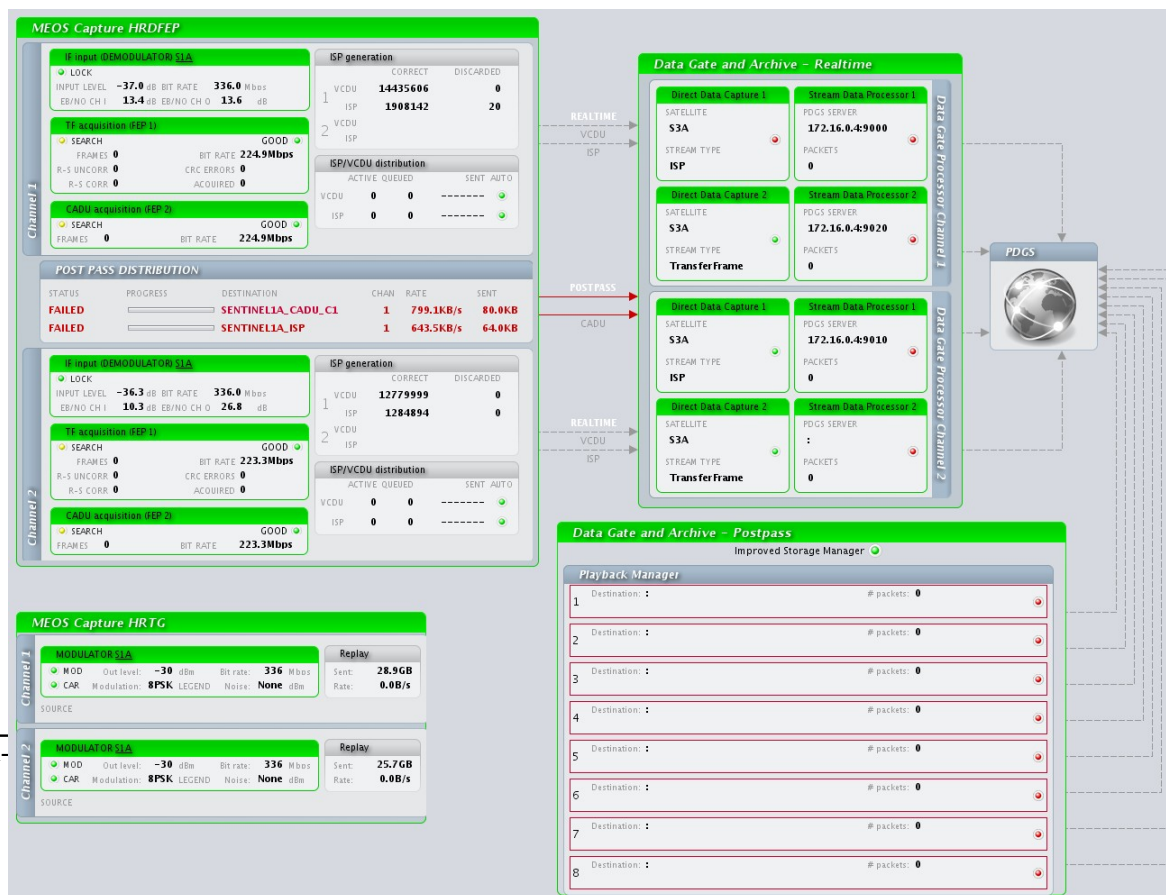 MEOS Capture HRDFEP
Channel 1
IF input (DEMODULATOR) S1A
LOCK
INPUT LEVEL -37.0 dB BIT RATE 336.0 Mbps
EB/NO CH I 13.4 dB EB/NO CH Q 13.6 dB
TF acquisition (FEP 1)
SEARCH GOOD
FRAMES 0 BIT RATE 224.9Mbps
R-S UNCORR 0 CRC ERRORS 0
R-S CORR 0 ACQUIRED 0
CADU acquisition (FEP 2)
SEARCH GOOD
FRAMES 0 BIT RATE 224.9Mbps
ISP generation
CORRECT DISCARDED
1 VCDU 14435606 0
ISP 1908142 20
2 VCDU
ISP
ISP/VCDU distribution
ACTIVE QUEUED SENT AUTO
VCDU 0 0 -------
ISP 0 0 -------
POST PASS DISTRIBUTION
STATUS PROGRESS DESTINATION CHAN RATE SENT
FAILED SENTINEL1A_CADU_C1 1 799.1KB/s 80.0KB
FAILED SENTINEL1A_ISP 1 643.5KB/s 64.0KB
Channel 2
IF input (DEMODULATOR) S1A
LOCK
INPUT LEVEL -36.3 dB BIT RATE 336.0 Mbps
EB/NO CH I 10.3 dB EB/NO CH Q 26.8 dB
TF acquisition (FEP 1)
SEARCH GOOD
FRAMES 0 BIT RATE 223.3Mbps
R-S UNCORR 0 CRC ERRORS 0
R-S CORR 0 ACQUIRED 0
CADU acquisition (FEP 2)
SEARCH GOOD
FRAMES 0 BIT RATE 223.3Mbps
ISP generation
CORRECT DISCARDED
1 VCDU 12779999 0
ISP 1284894 0
2 VCDU
ISP
ISP/VCDU distribution
ACTIVE QUEUED SENT AUTO
VCDU 0 0 -------
ISP 0 0 -------
REALTIME
VCDU
ISP
POSTPASS
CADU
REALTIME
VCDU
ISP
Data Gate and Archive - Realtime
Data Gate Processor Channel 1
Direct Data Capture 1
SATELLITE
S3A
STREAM TYPE
ISP
Stream Data Processor 1
PDGS SERVER
172.16.0.4:9000
PACKETS
0
Direct Data Capture 2
SATELLITE
S3A
STREAM TYPE
TransferFrame
Stream Data Processor 2
PDGS SERVER
172.16.0.4:9020
PACKETS
0
Data Gate Processor Channel 2
Direct Data Capture 1
SATELLITE
S3A
STREAM TYPE
ISP
Stream Data Processor 1
PDGS SERVER
172.16.0.4:9010
PACKETS
0
Direct Data Capture 2
SATELLITE
S3A
STREAM TYPE
TransferFrame
Stream Data Processor 2
PDGS SERVER
:
PACKETS
0
PDGS
Data Gate and Archive - Postpass
Improved Storage Manager
Playback Manager
1 Destination: : # packets: 0
2 Destination: : # packets: 0
3 Destination: : # packets: 0
4 Destination: : # packets: 0
5 Destination: : # packets: 0
6 Destination: : # packets: 0
7 Destination: : # packets: 0
8 Destination: : # packets: 0
MEOS Capture HRTG
Channel 1
MODULATOR S1A
MOD Out level: -30 dBm Bit rate: 336 Mbps
CAR Modulation: 8PSK LEGEND Noise: None dBm
Replay
Sent: 28.9GB
Rate: 0.0B/s
SOURCE
Channel 2
MODULATOR S1A
MOD Out level: -30 dBm Bit rate: 336 Mbps
CAR Modulation: 8PSK LEGEND Noise: None dBm
Replay
Sent: 25.7GB
Rate: 0.0B/s
SOURCE